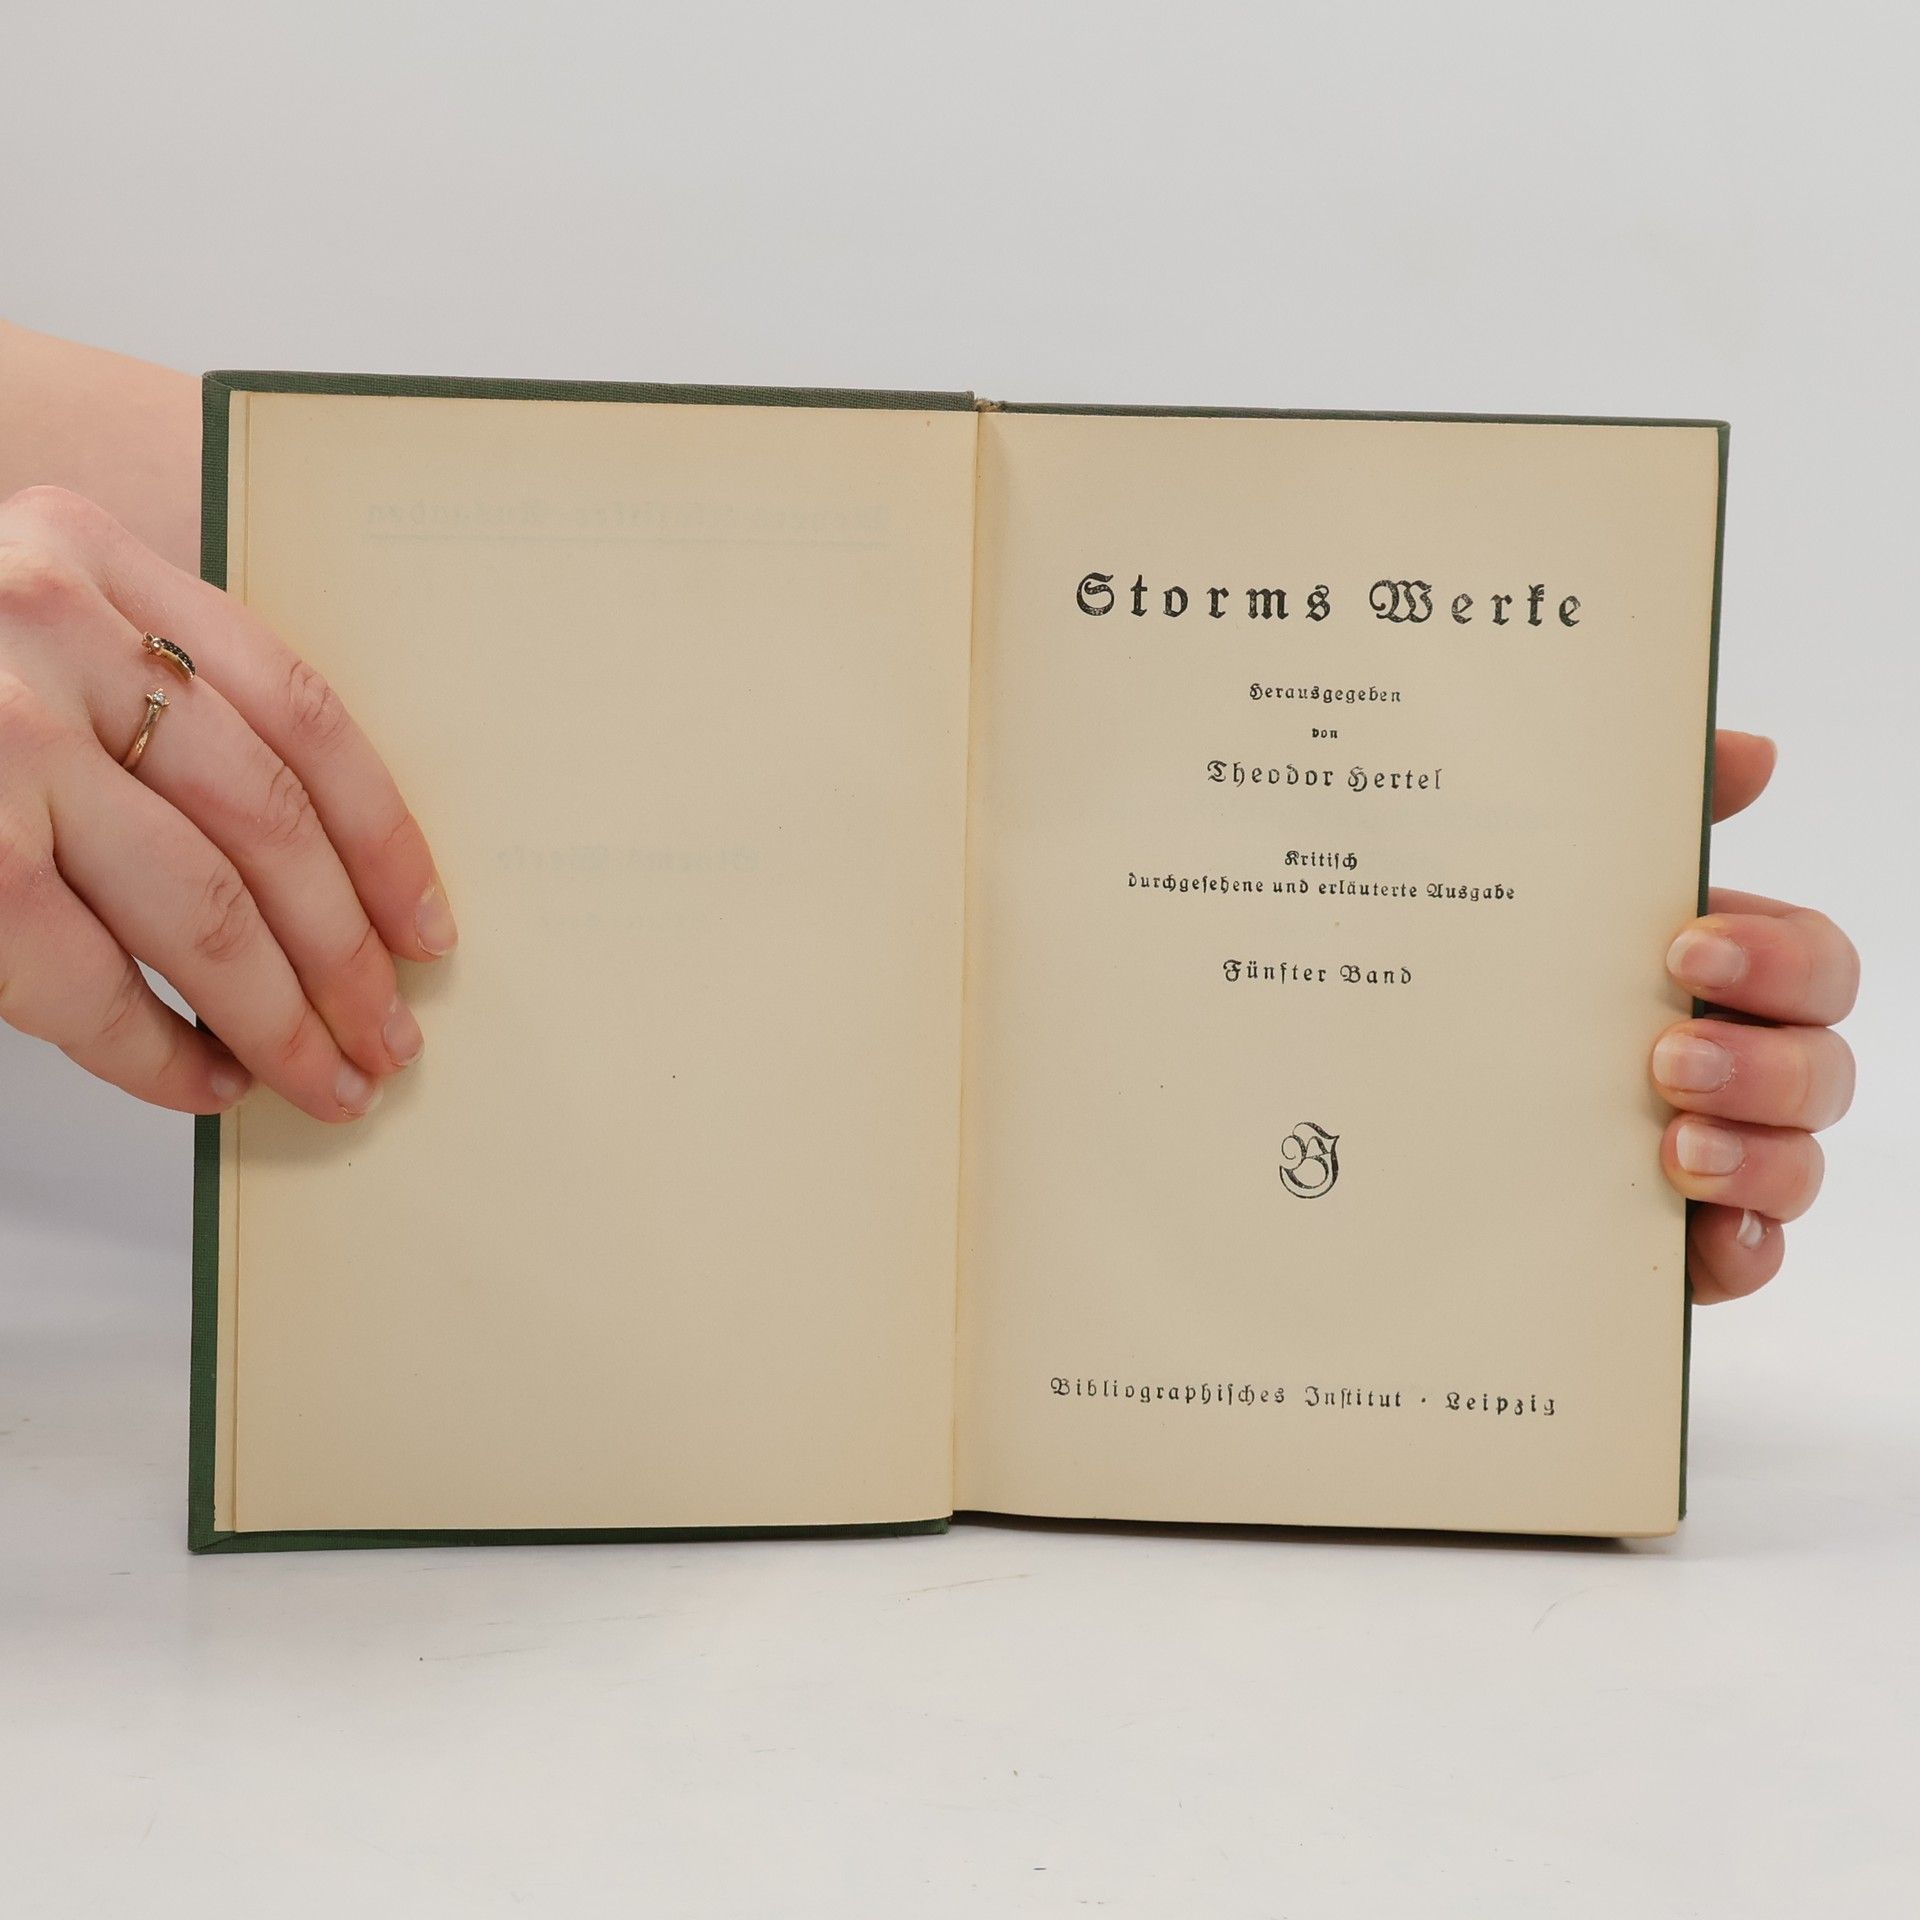 Storms Werke
Herausgegeben
von
Theodor Hertel
Kritiſch
durchgeſehene und erläuterte Ausgabe
Fünfter Band
BI
Bibliographiſches Inſtitut · Leipzig